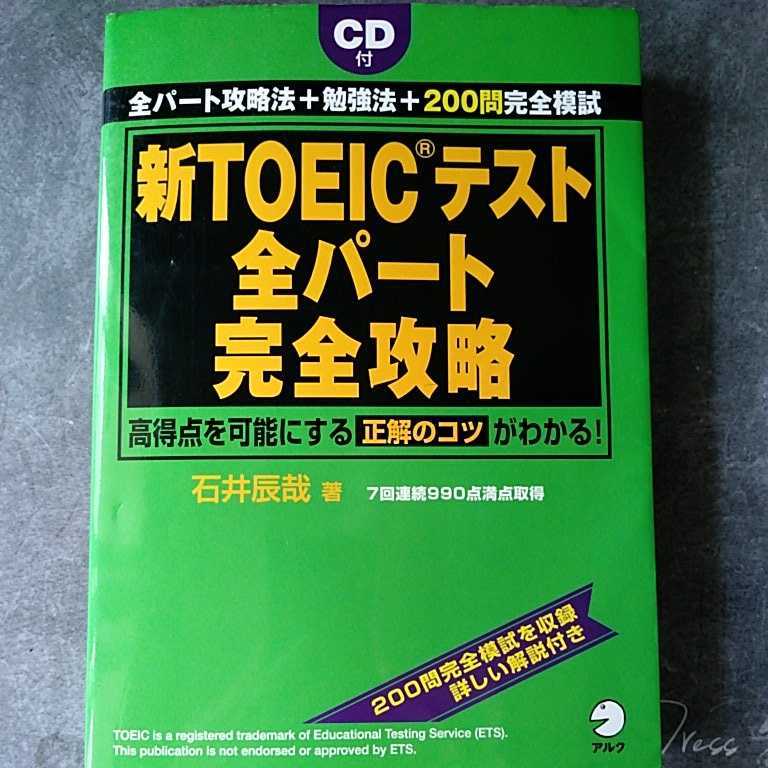 CD
付
全パート攻略法+勉強法+200問完全模試
新TOEIC®テスト
全パート
完全攻略
高得点を可能にする 正解のコツ がわかる!
石井辰哉 著 7回連続990点満点取得
200問完全模試を収録
詳しい解説付き
アルク
TOEIC is a registered trademark of Educational Testing Service (ETS).
This publication is not endorsed or approved by ETS.